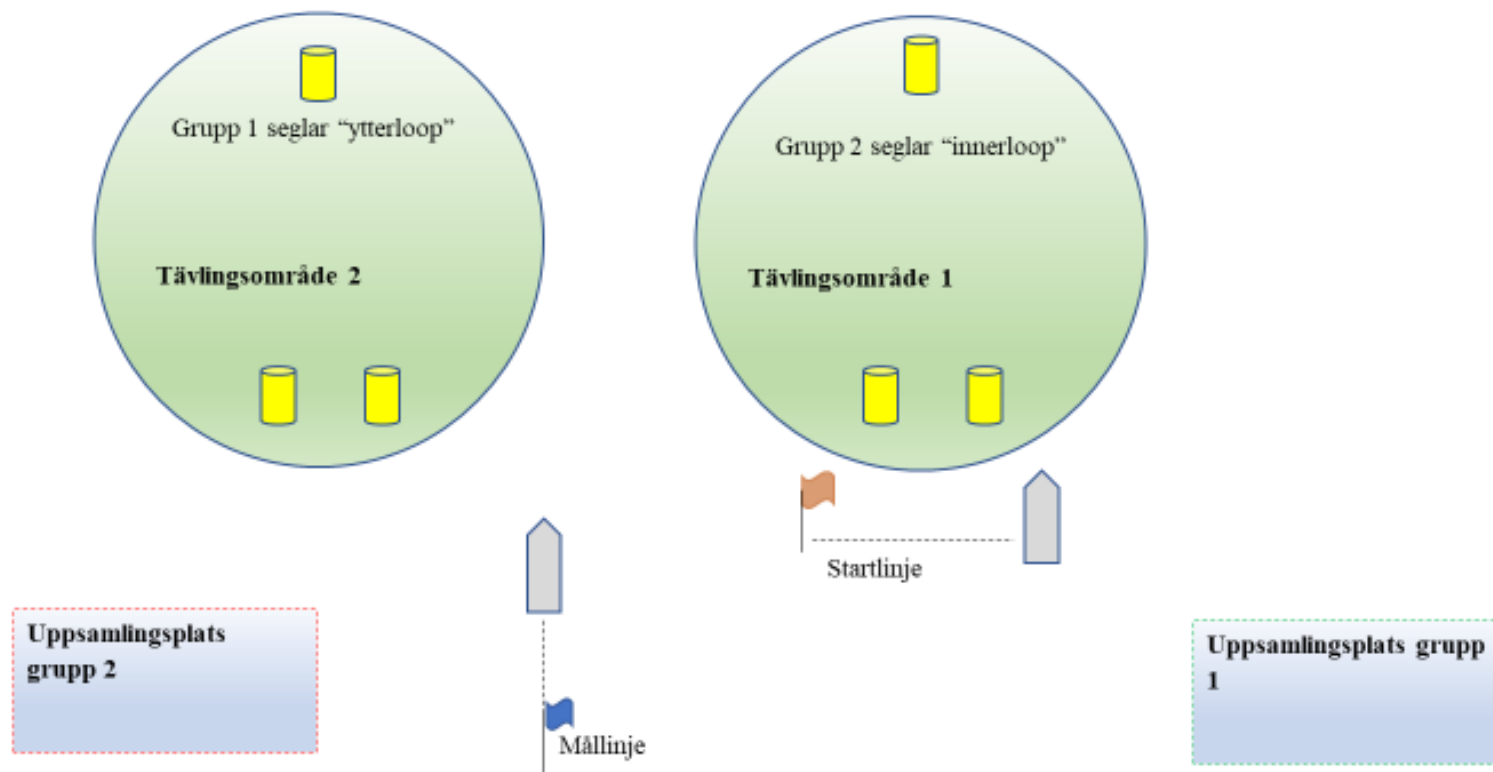 Grupp 1 seglar “ytterloop”
Grupp 2 seglar “innerloop”
Tävlingsområde 2
Tävlingsområde 1
Startlinje
Uppsamlingsplats
grupp 2
Uppsamlingsplats grupp
1
Mållinje